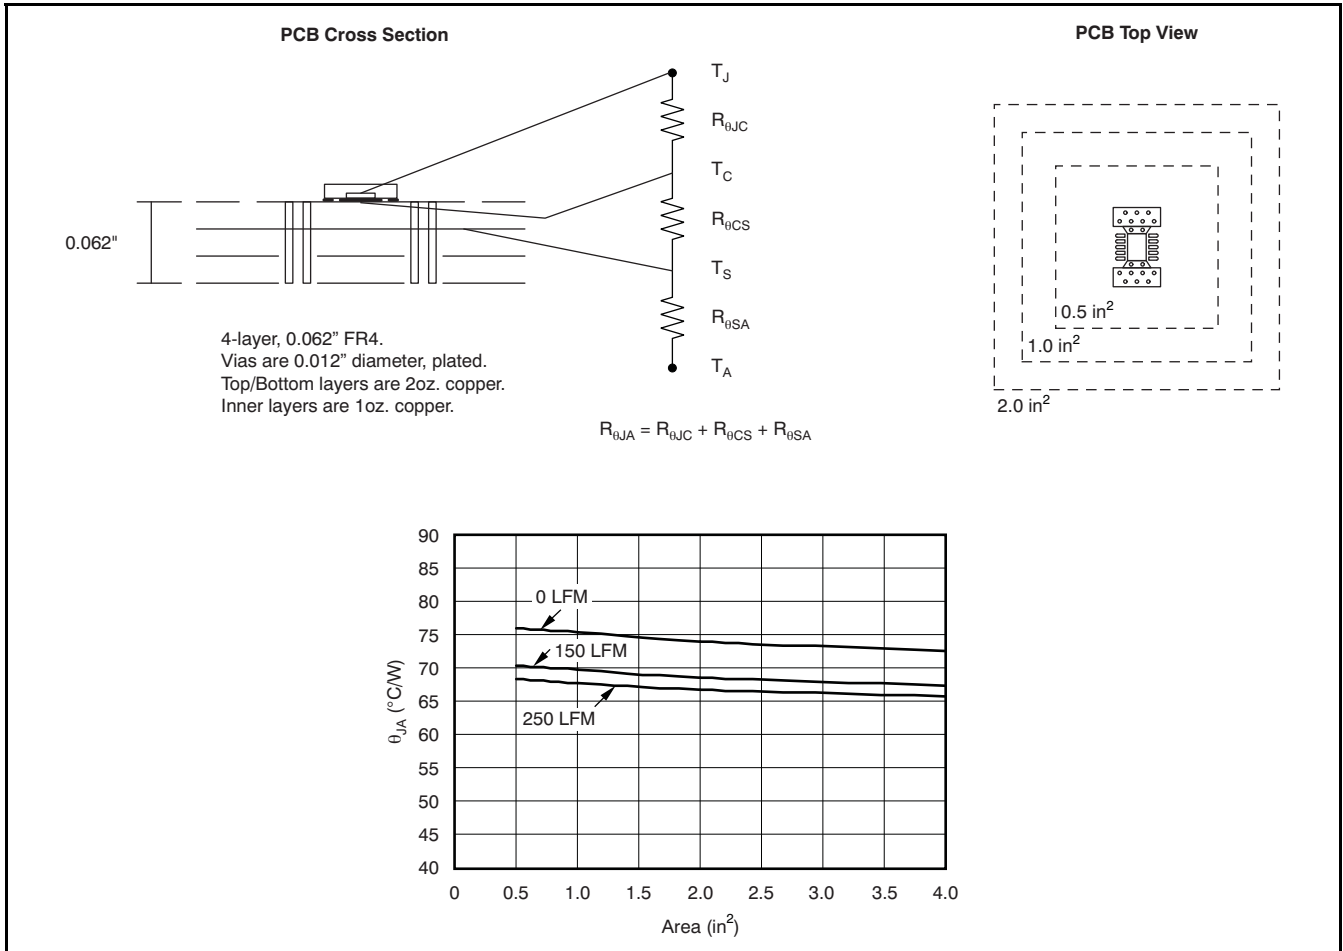 PCB Cross Section
PCB Top View
T_J
R_θJC
T_C
R_θCS
T_S
R_θSA
T_A
0.062"
4-layer, 0.062” FR4.
Vias are 0.012” diameter, plated.
Top/Bottom layers are 2oz. copper.
Inner layers are 1oz. copper.
R_θJA = R_θJC + R_θCS + R_θSA
0.5 in²
1.0 in²
2.0 in²
90
85
80
75
70
65
60
55
50
45
40
θ_JA (°C/W)
0 LFM
150 LFM
250 LFM
0 0.5 1.0 1.5 2.0 2.5 3.0 3.5 4.0
Area (in²)